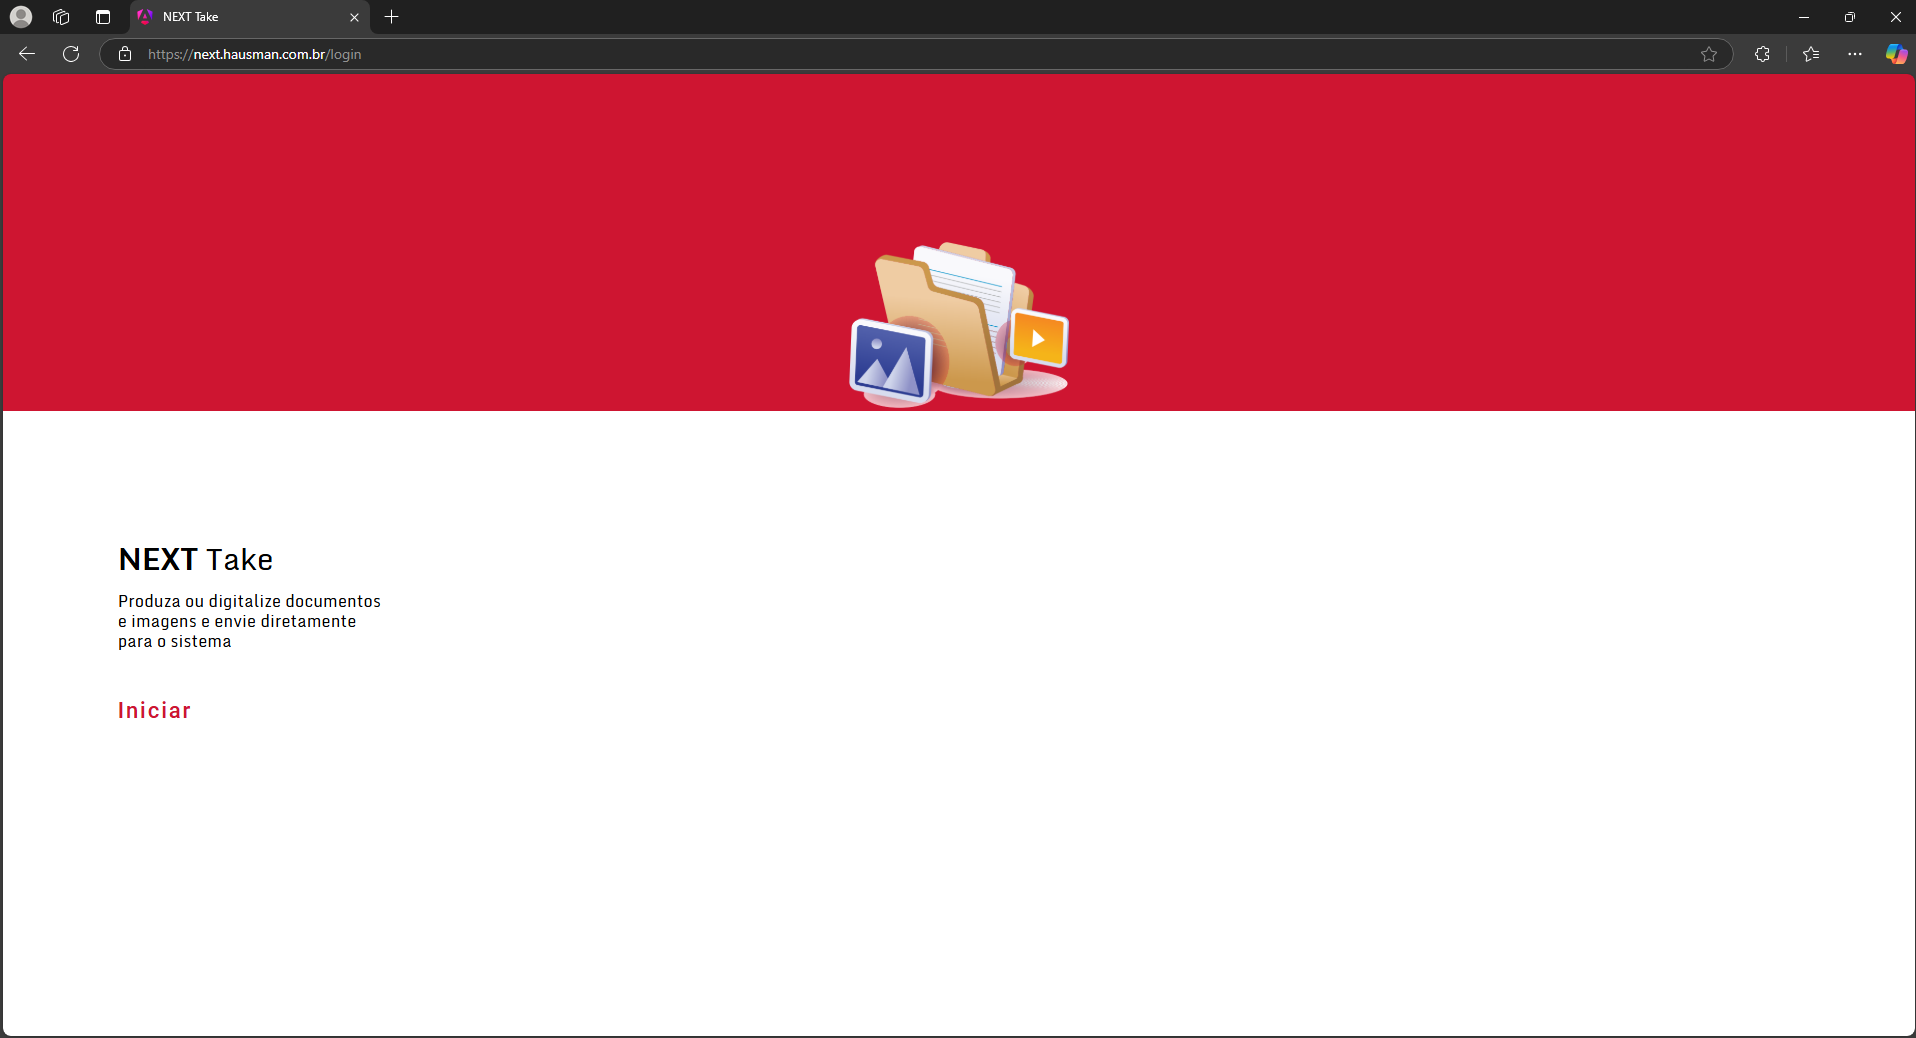 NEXT Take
https://next.hausman.com.br/login
NEXT Take
Produza ou digitalize documentos
e imagens e envie diretamente
para o sistema
Iniciar